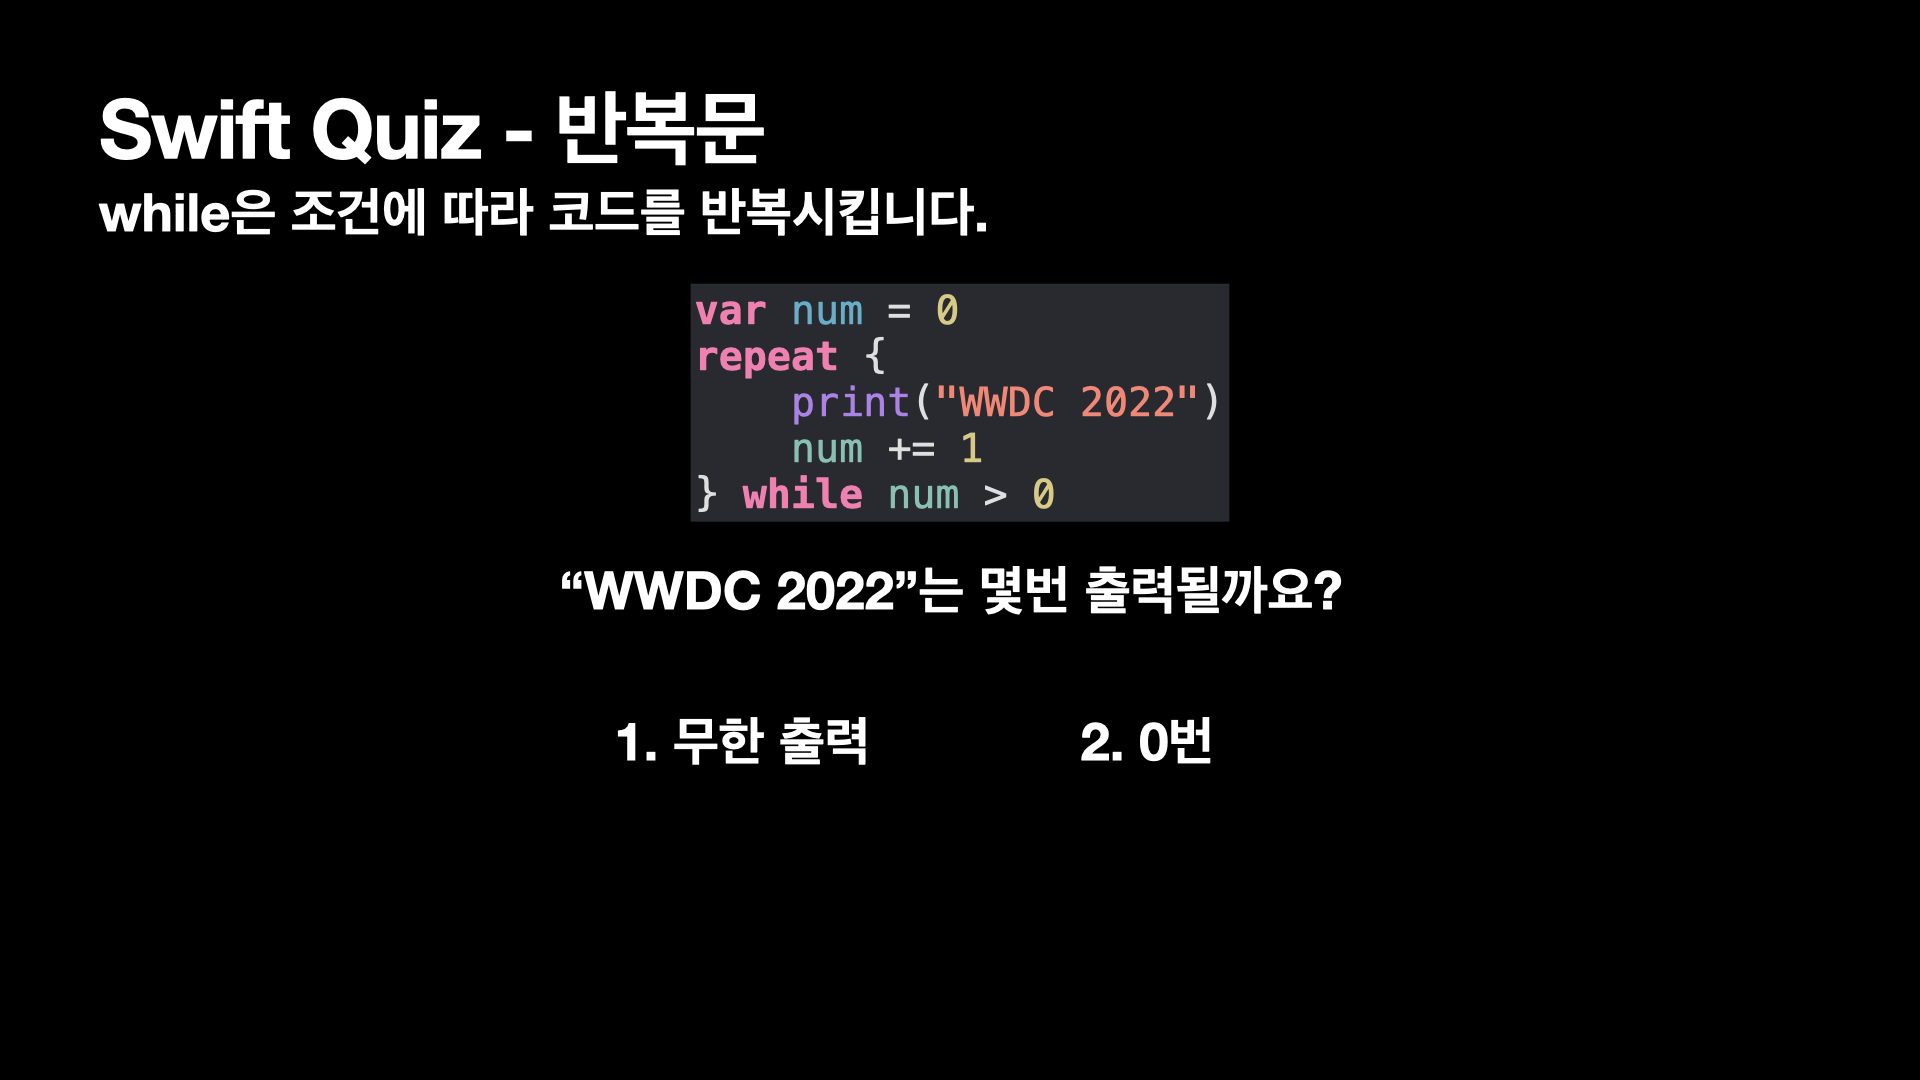 Swift Quiz - 반복문
while은 조건에 따라 코드를 반복시킵니다.
var num = 0
repeat {
    print("WWDC 2022")
    num += 1
} while num > 0
“WWDC 2022”는 몇번 출력될까요?
1. 무한 출력
2. 0번